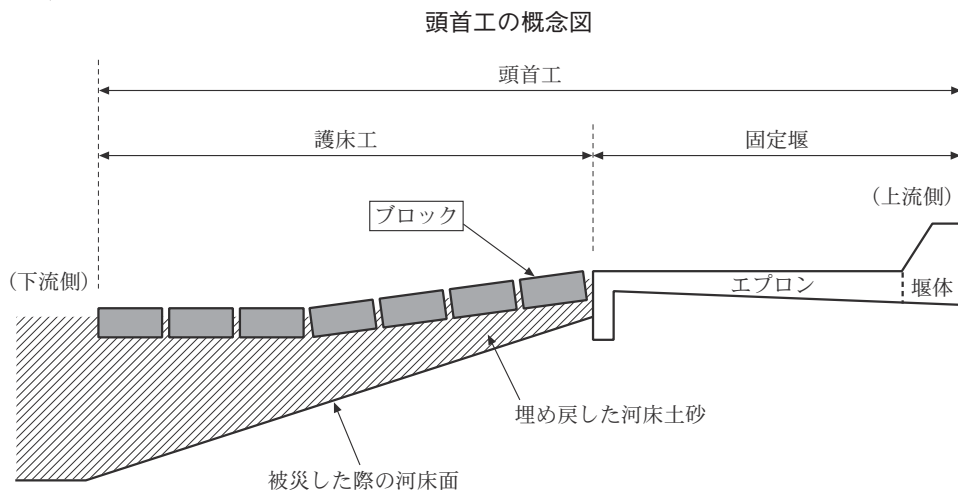 頭首工の概念図
頭首工
護床工
固定堰
（上流側）
ブロック
（下流側）
エプロン
堰体
埋め戻した河床土砂
被災した際の河床面